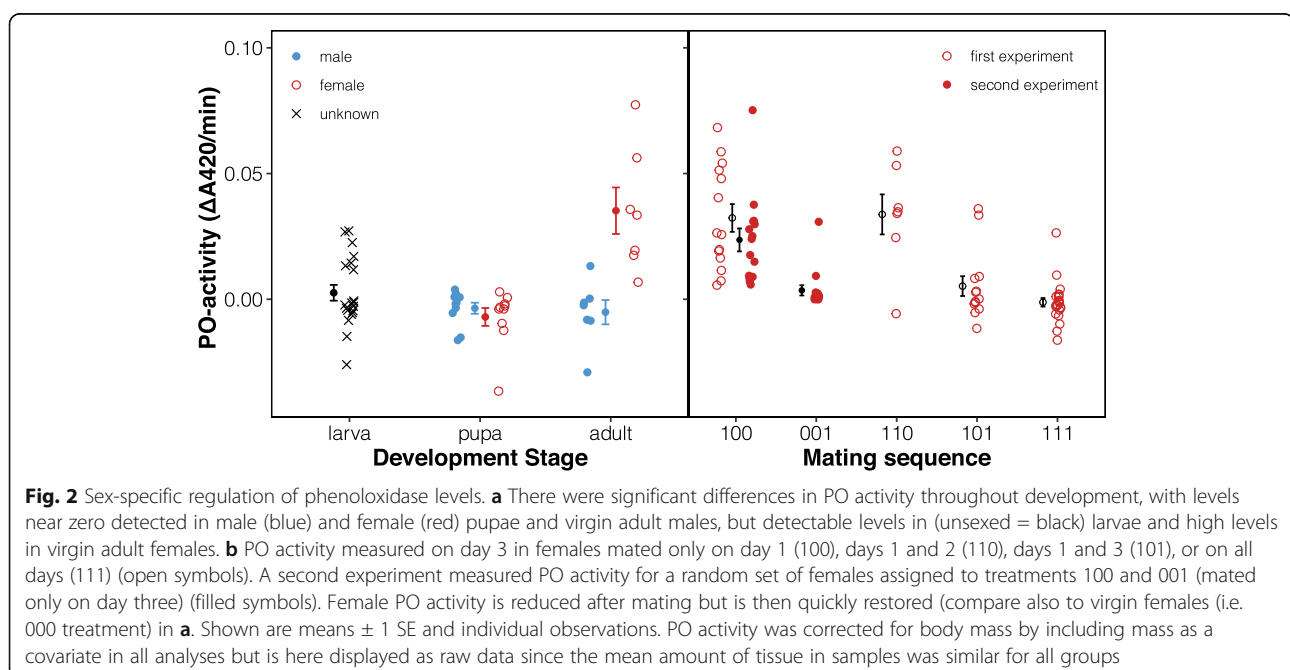 0.10
0.05
0.00
PO-activity (ΔA420/min)
male
female
unknown
first experiment
second experiment
larva pupa adult
100 001 110 101 111
Development Stage
Mating sequence
Fig. 2 Sex-specific regulation of phenoloxidase levels. a There were significant differences in PO activity throughout development, with levels
near zero detected in male (blue) and female (red) pupae and virgin adult males, but detectable levels in (unsexed = black) larvae and high levels
in virgin adult females. b PO activity measured on day 3 in females mated only on day 1 (100), days 1 and 2 (110), days 1 and 3 (101), or on all
days (111) (open symbols). A second experiment measured PO activity for a random set of females assigned to treatments 100 and 001 (mated
only on day three) (filled symbols). Female PO activity is reduced after mating but is then quickly restored (compare also to virgin females (i.e.
000 treatment) in a. Shown are means ± 1 SE and individual observations. PO activity was corrected for body mass by including mass as a
covariate in all analyses but is here displayed as raw data since the mean amount of tissue in samples was similar for all groups